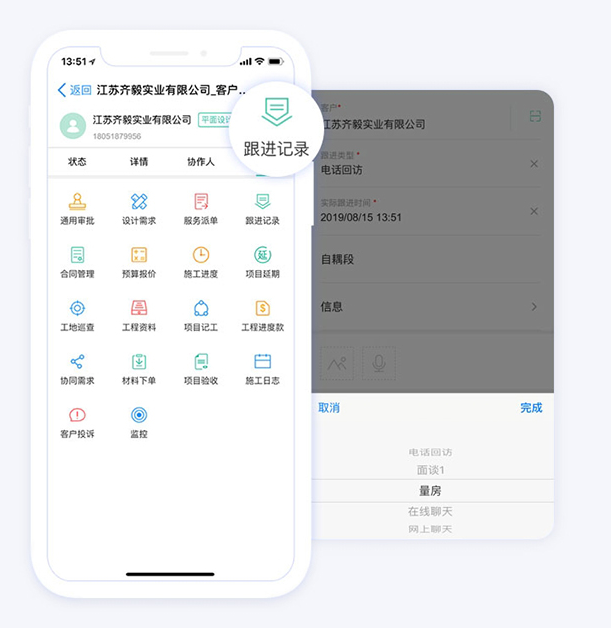 13:51
返回 江苏齐毅实业有限公司_客户...
江苏齐毅实业有限公司 平面设计
18051879956
跟进记录
状态 详情 协作人
通用审批 设计需求 服务派单 跟进记录
合同管理 预算报价 施工进度 项目延期
延
工地巡查 工程资料 项目记工 工程进度款
协同需求 材料下单 项目验收 施工日志
客户投诉 监控
客户*
江苏齐毅实业有限公司
跟进类型*
电话回访
实际跟进时间*
2019/08/15 13:51
自耦段
信息
取消 完成
电话回访
面谈1
量房
在线聊天
网上聊天